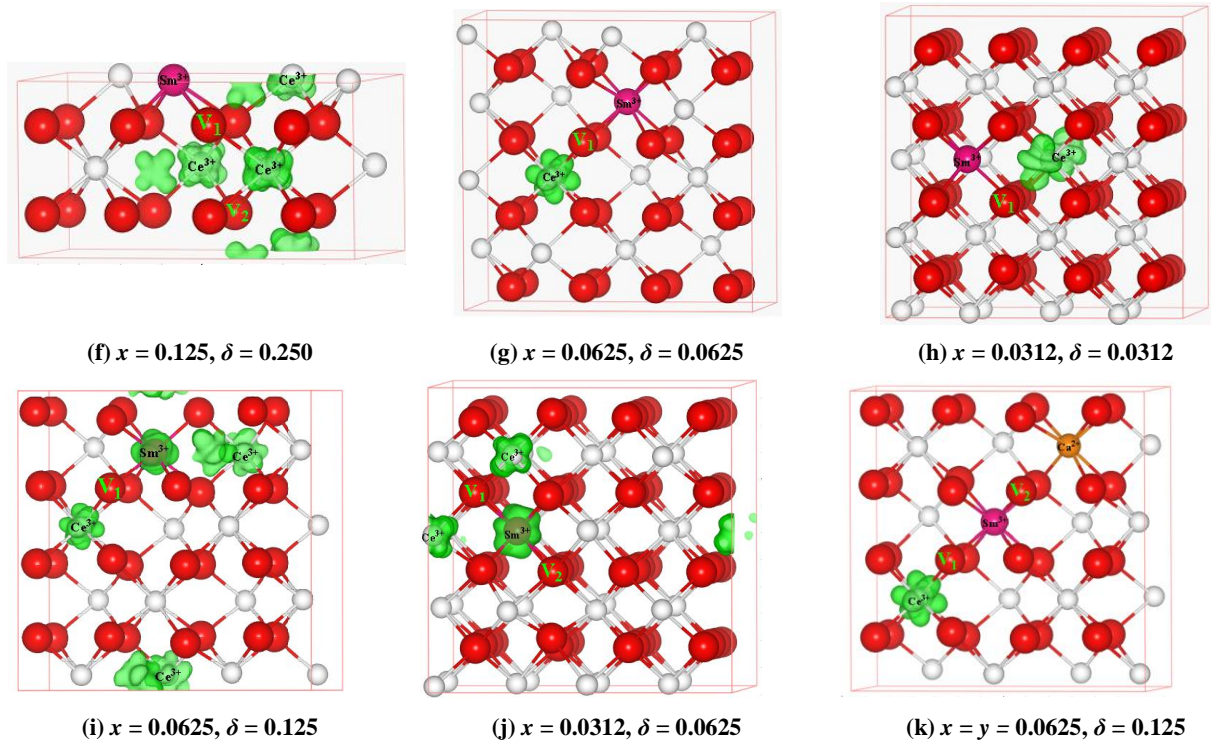 Sm³⁺ Ce³⁺
V₁
Ce³⁺ Ce³⁺
V₂
(f) x = 0.125, δ = 0.250
Sm³⁺
V₁
Ce³⁺
(g) x = 0.0625, δ = 0.0625
Ce³⁺
Sm³⁺
V₁
(h) x = 0.0312, δ = 0.0312
Sm³⁺ Ce³⁺
V₁
Ce³⁺
Ce³⁺
(i) x = 0.0625, δ = 0.125
Ce³⁺
V₁
Ce³⁺ Sm³⁺
V₂
(j) x = 0.0312, δ = 0.0625
Ca²⁺
V₂
Sm³⁺
V₁
Ce³⁺
(k) x = y = 0.0625, δ = 0.125